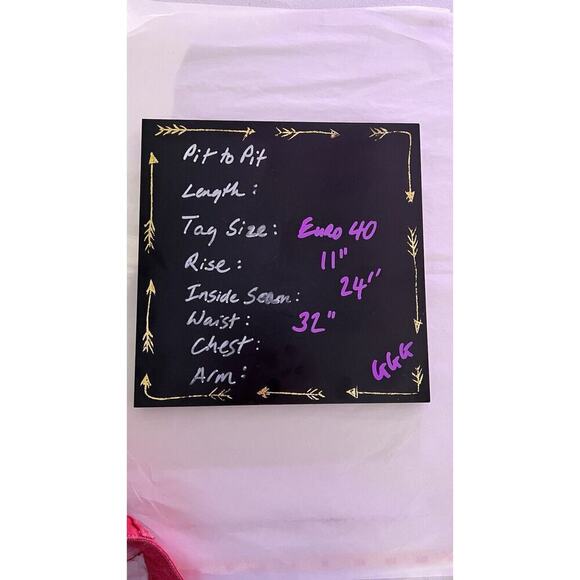 Pit to Pit
Length:
Tag Size: Euro 40
Rise: 11"
Inside Seam: 24"
Waist: 32"
Chest:
Arm:
GGG